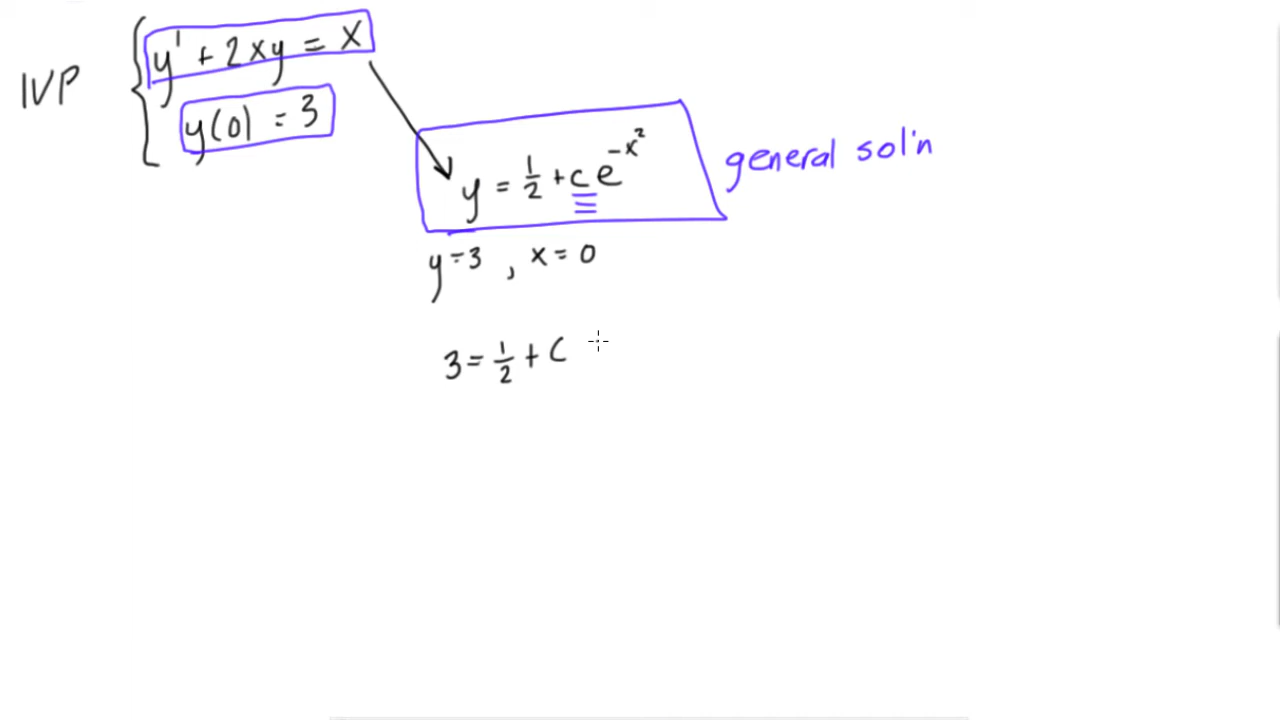 IVP { y' + 2xy = x
y(0) = 3
y = 1/2 + ce^{-x^2} general sol'n
y = 3 , x = 0
3 = 1/2 + C